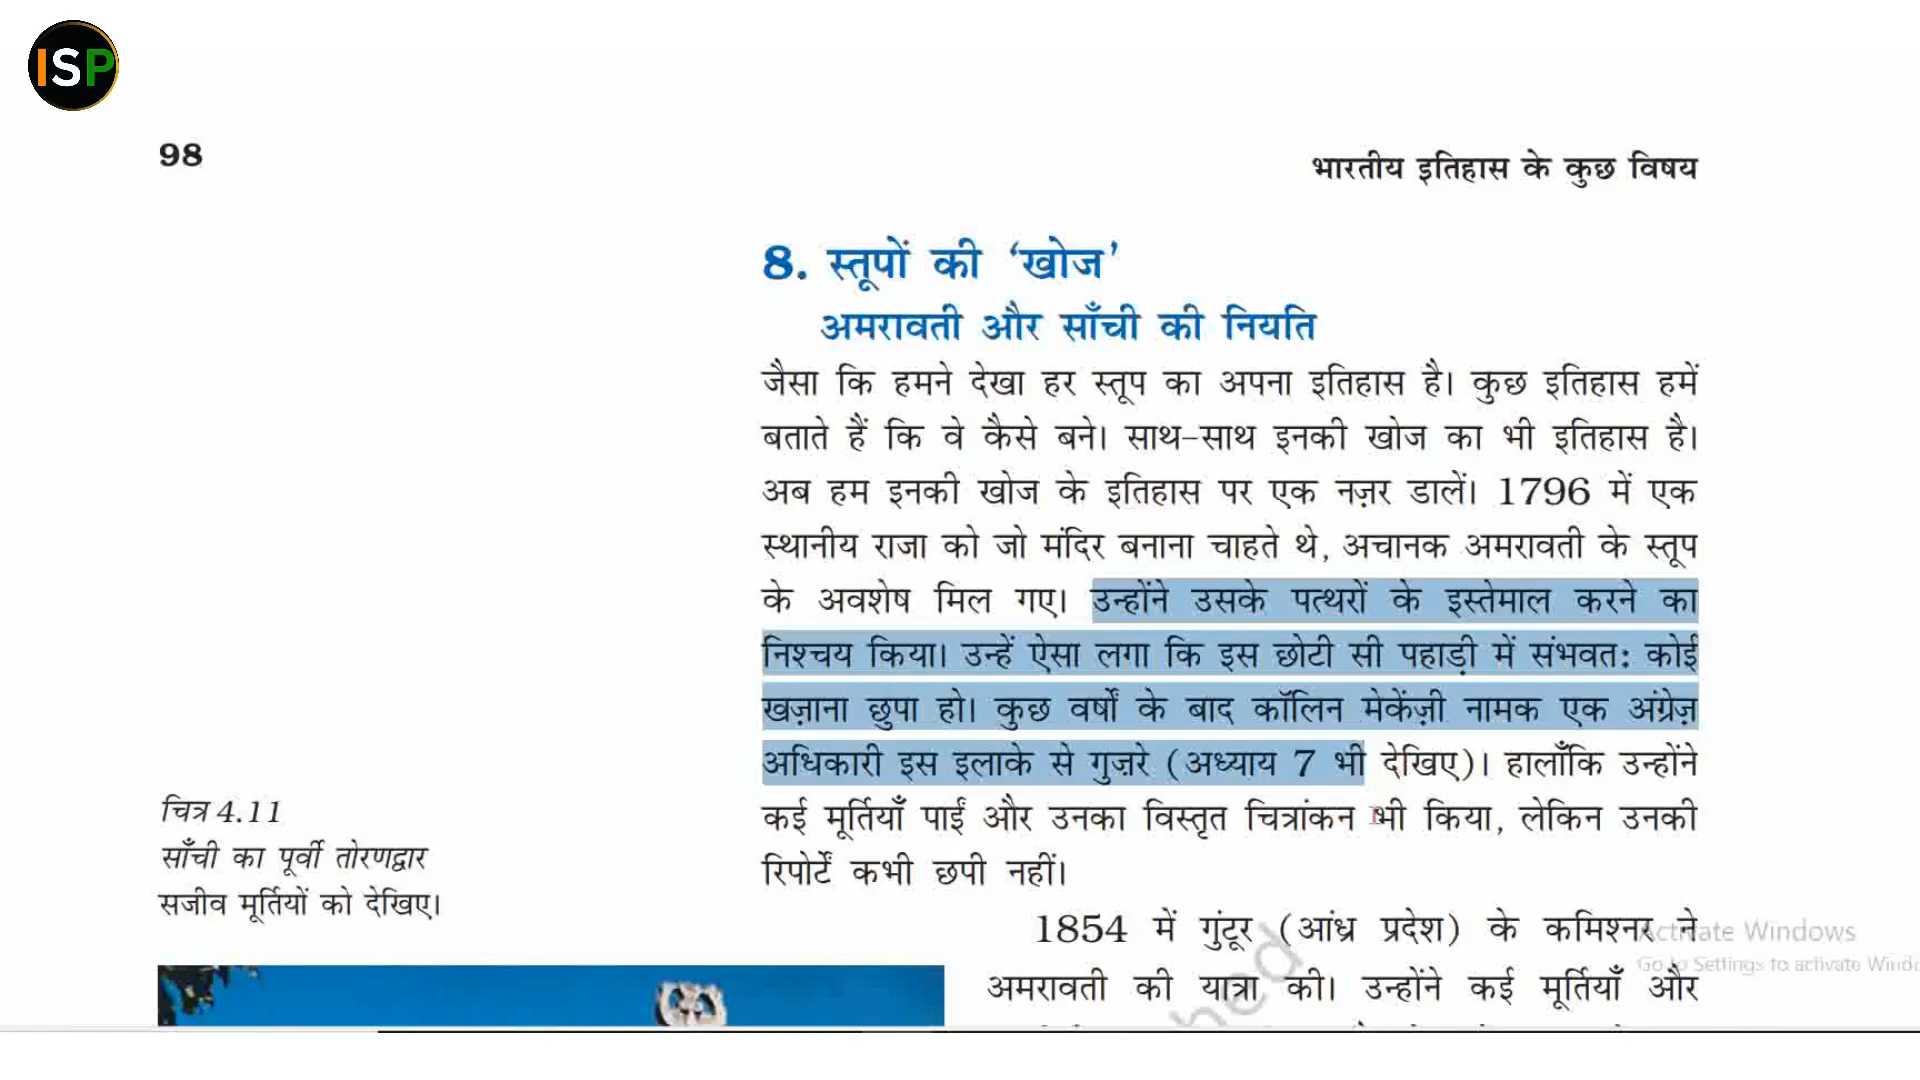 ISP
98
भारतीय इतिहास के कुछ विषय
8. स्तूपों की ‘खोज’
अमरावती और साँची की नियति
जैसा कि हमने देखा हर स्तूप का अपना इतिहास है। कुछ इतिहास हमें
बताते हैं कि वे कैसे बने। साथ-साथ इनकी खोज का भी इतिहास है।
अब हम इनकी खोज के इतिहास पर एक नज़र डालें। 1796 में एक
स्थानीय राजा को जो मंदिर बनाना चाहते थे, अचानक अमरावती के स्तूप
के अवशेष मिल गए। उन्होंने उसके पत्थरों के इस्तेमाल करने का
निश्चय किया। उन्हें ऐसा लगा कि इस छोटी सी पहाड़ी में संभवतः कोई
खज़ाना छुपा हो। कुछ वर्षों के बाद कॉलिन मेकेंज़ी नामक एक अंग्रेज़
अधिकारी इस इलाके से गुज़रे (अध्याय 7 भी देखिए)। हालाँकि उन्होंने
कई मूर्तियाँ पाईं और उनका विस्तृत चित्रांकन भी किया, लेकिन उनकी
रिपोर्टें कभी छपी नहीं।
चित्र 4.11
साँची का पूर्वी तोरणद्वार
सजीव मूर्तियों को देखिए।
1854 में गुंटूर (आंध्र प्रदेश) के कमिश्नर ने
अमरावती की यात्रा की। उन्होंने कई मूर्तियाँ और
Activate Windows
Go to Settings to activate
hed